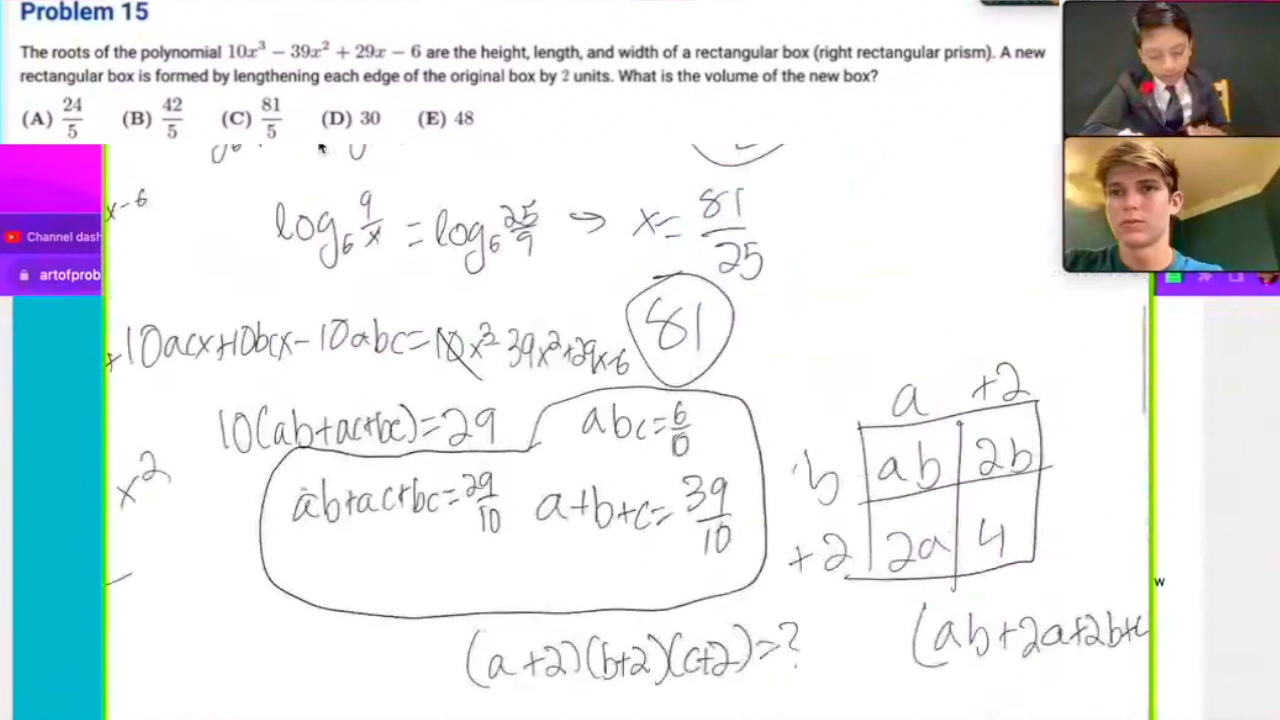 Problem 15
The roots of the polynomial 10x³ − 39x² + 29x − 6 are the height, length, and width of a rectangular box (right rectangular prism). A new
rectangular box is formed by lengthening each edge of the original box by 2 units. What is the volume of the new box?
(A) 24/5 (B) 42/5 (C) 81/5 (D) 30 (E) 48
x-6
log₆ 9/x = log₆ 25/9 → x = 81/25
Channel dash
artofprob
81
+10acx+10bcx-10abc=10x³ 39x²+29x-6
10(ab+ac+bc)=29
abc=6/10
ab+ac+bc=29/10
a+b+c=39/10
x²
a +2
b ab 2b
+2 2a 4
w
(a+2)(b+2)(c+2)=?
(ab+2a+2b+